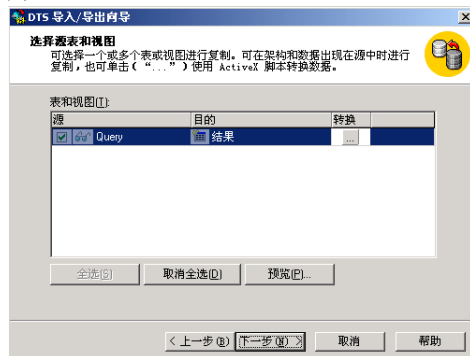 DTS 导入/导出向导
选择源表和视图
可选择一个或多个表或视图进行复制。可在架构和数据出现在源中时进行
复制，也可单击(“...”)使用 ActiveX 脚本转换数据。
表和视图(T):
源 目的 转换
Query 结果 ...
全选(S) 取消全选(D) 预览(P)...
< 上一步(B) 下一步(N) > 取消 帮助